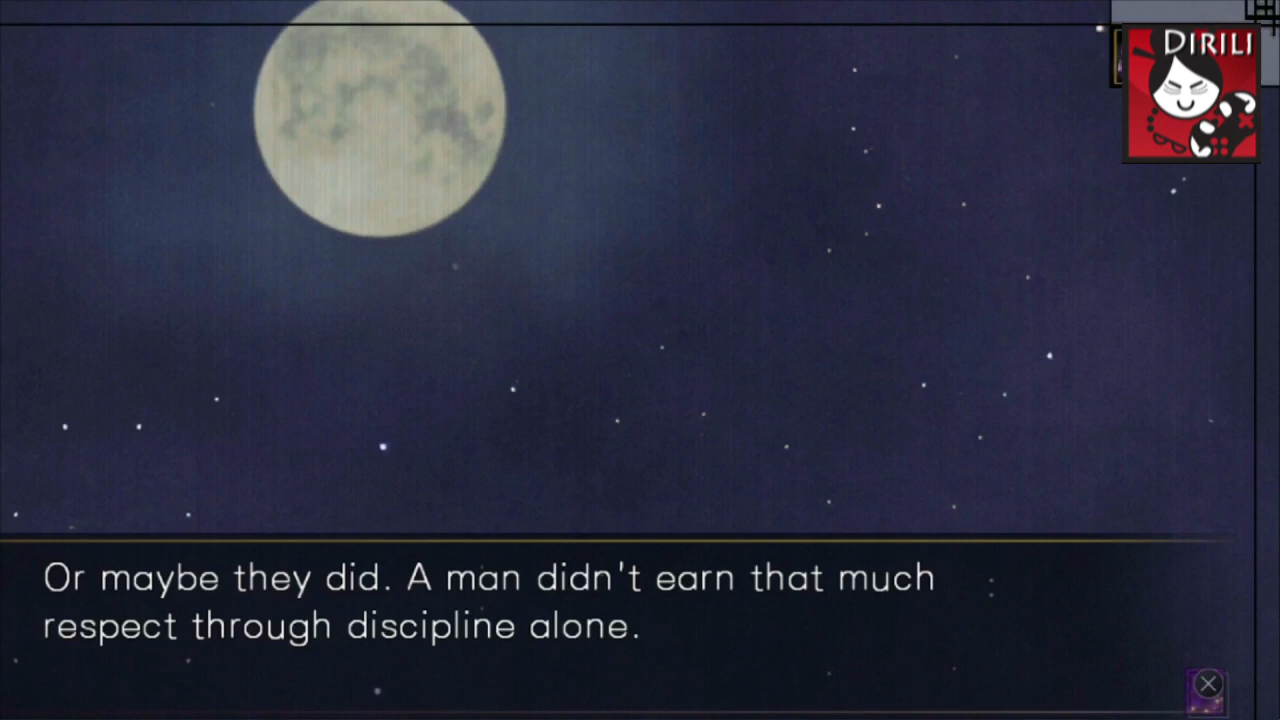 DIRILI
Or maybe they did. A man didn't earn that much
respect through discipline alone.